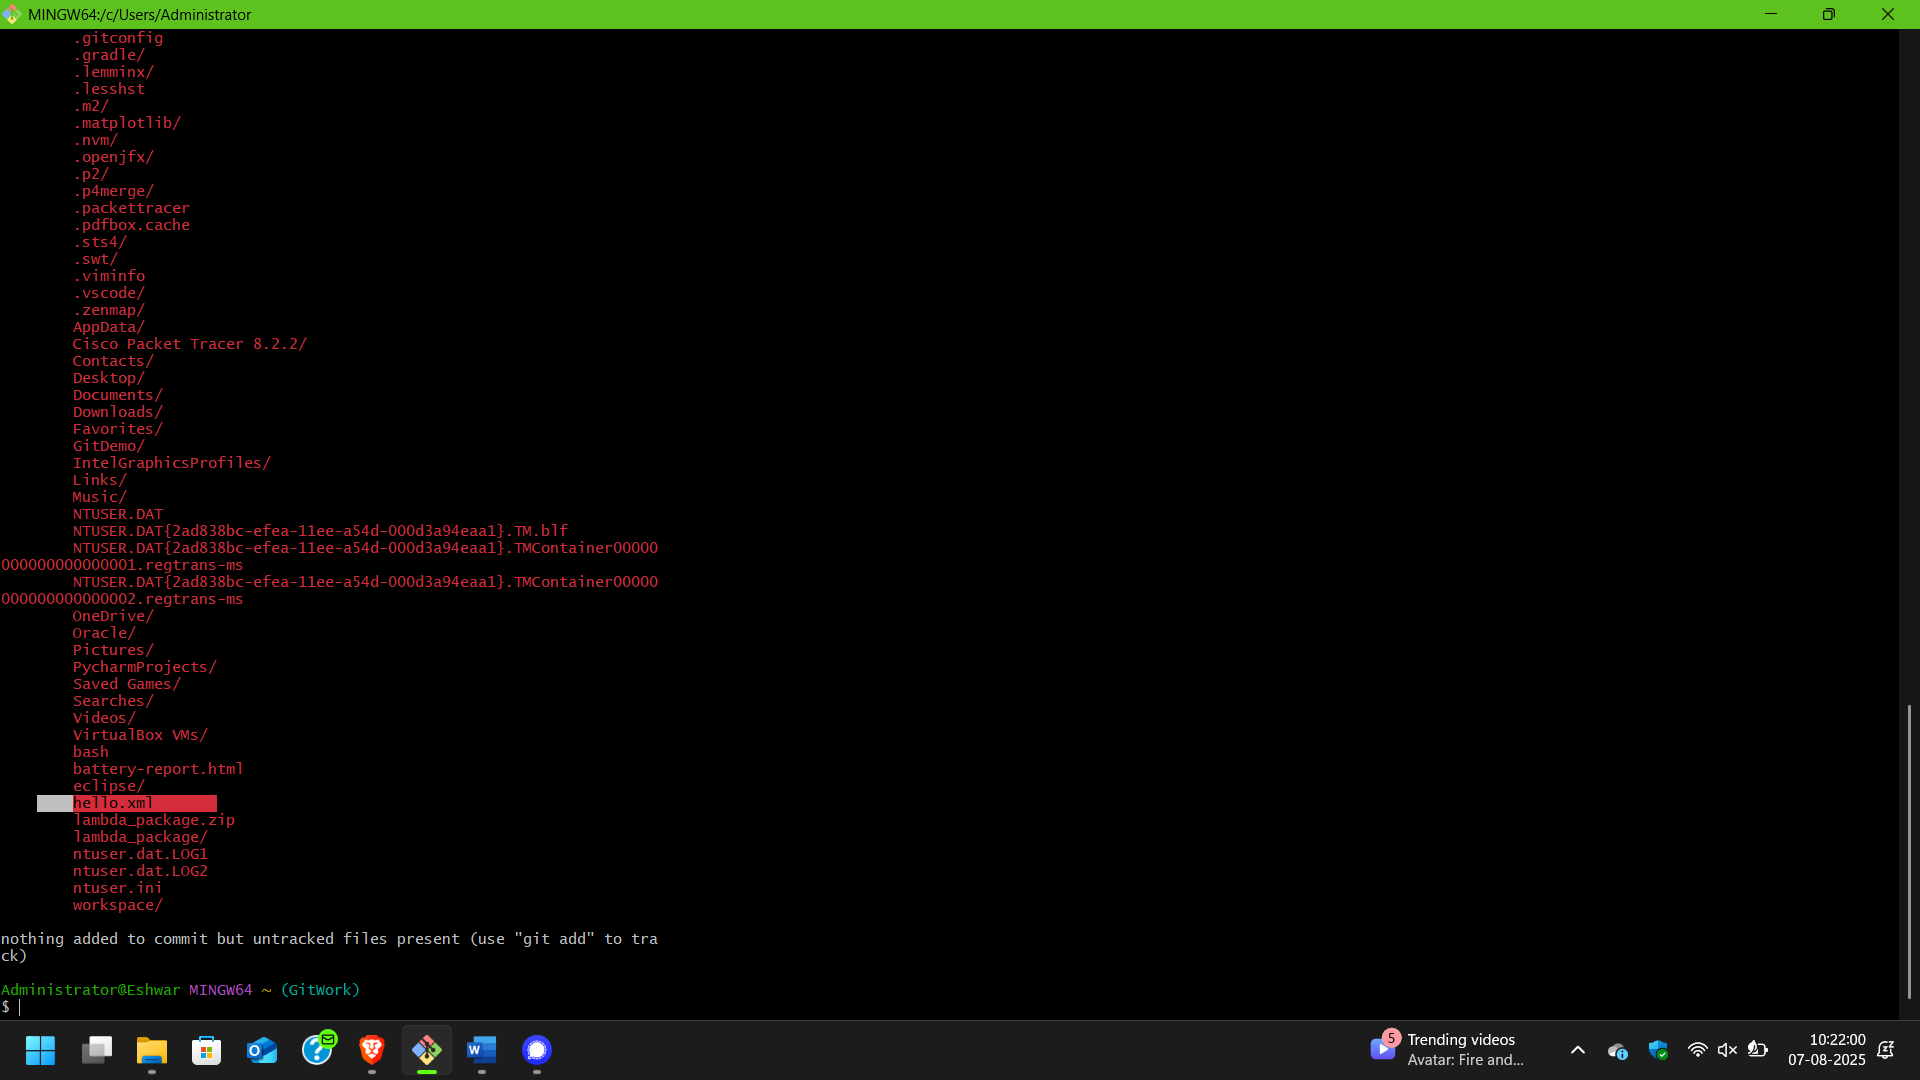 MINGW64:/c/Users/Administrator
.gitconfig
.gradle/
.lemminx/
.lesshst
.m2/
.matplotlib/
.nvm/
.openjfx/
.p2/
.p4merge/
.packettracer
.pdfbox.cache
.sts4/
.swt/
.viminfo
.vscode/
.zenmap/
AppData/
Cisco Packet Tracer 8.2.2/
Contacts/
Desktop/
Documents/
Downloads/
Favorites/
GitDemo/
IntelGraphicsProfiles/
Links/
Music/
NTUSER.DAT
NTUSER.DAT{2ad838bc-efea-11ee-a54d-000d3a94eaa1}.TM.blf
NTUSER.DAT{2ad838bc-efea-11ee-a54d-000d3a94eaa1}.TMContainer00000
000000000000001.regtrans-ms
NTUSER.DAT{2ad838bc-efea-11ee-a54d-000d3a94eaa1}.TMContainer00000
000000000000002.regtrans-ms
OneDrive/
Oracle/
Pictures/
PycharmProjects/
Saved Games/
Searches/
Videos/
VirtualBox VMs/
bash
battery-report.html
eclipse/
hello.xml
lambda_package.zip
lambda_package/
ntuser.dat.LOG1
ntuser.dat.LOG2
ntuser.ini
workspace/
nothing added to commit but untracked files present (use "git add" to tra
ck)
Administrator@Eshwar MINGW64 ~ (GitWork)
$
5
Trending videos
Avatar: Fire and...
10:22:00
07-08-2025